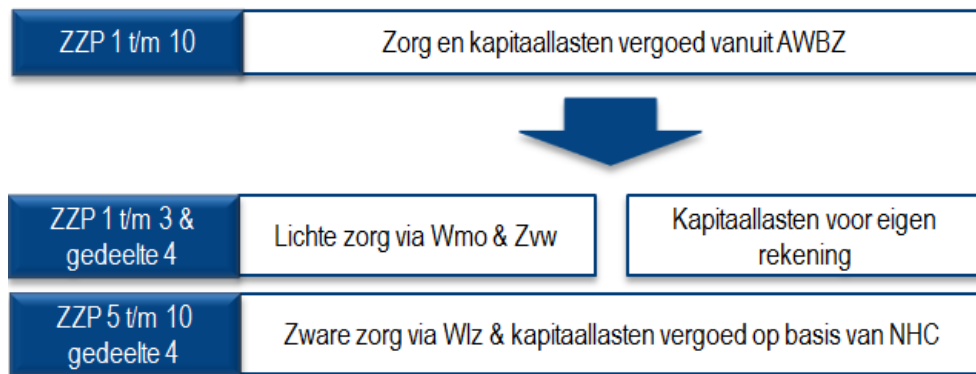 ZZP 1 t/m 10
Zorg en kapitaallasten vergoed vanuit AWBZ
ZZP 1 t/m 3 &
gedeelte 4
Lichte zorg via Wmo & Zvw
Kapitaallasten voor eigen
rekening
ZZP 5 t/m 10
gedeelte 4
Zware zorg via Wlz & kapitaallasten vergoed op basis van NHC